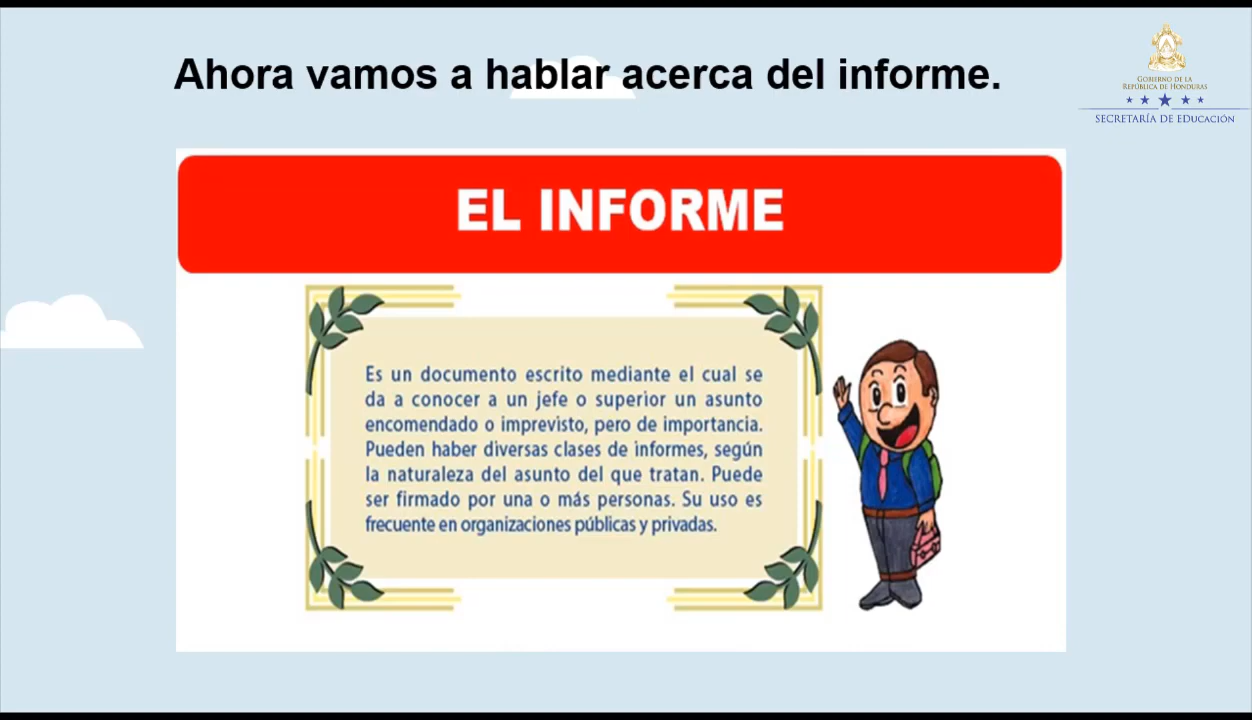 Ahora vamos a hablar acerca del informe.
GOBIERNO DE LA
REPÚBLICA DE HONDURAS
SECRETARÍA DE EDUCACIÓN
EL INFORME
Es un documento escrito mediante el cual se
da a conocer a un jefe o superior un asunto
encomendado o imprevisto, pero de importancia.
Pueden haber diversas clases de informes, según
la naturaleza del asunto del que tratan. Puede
ser firmado por una o más personas. Su uso es
frecuente en organizaciones públicas y privadas.